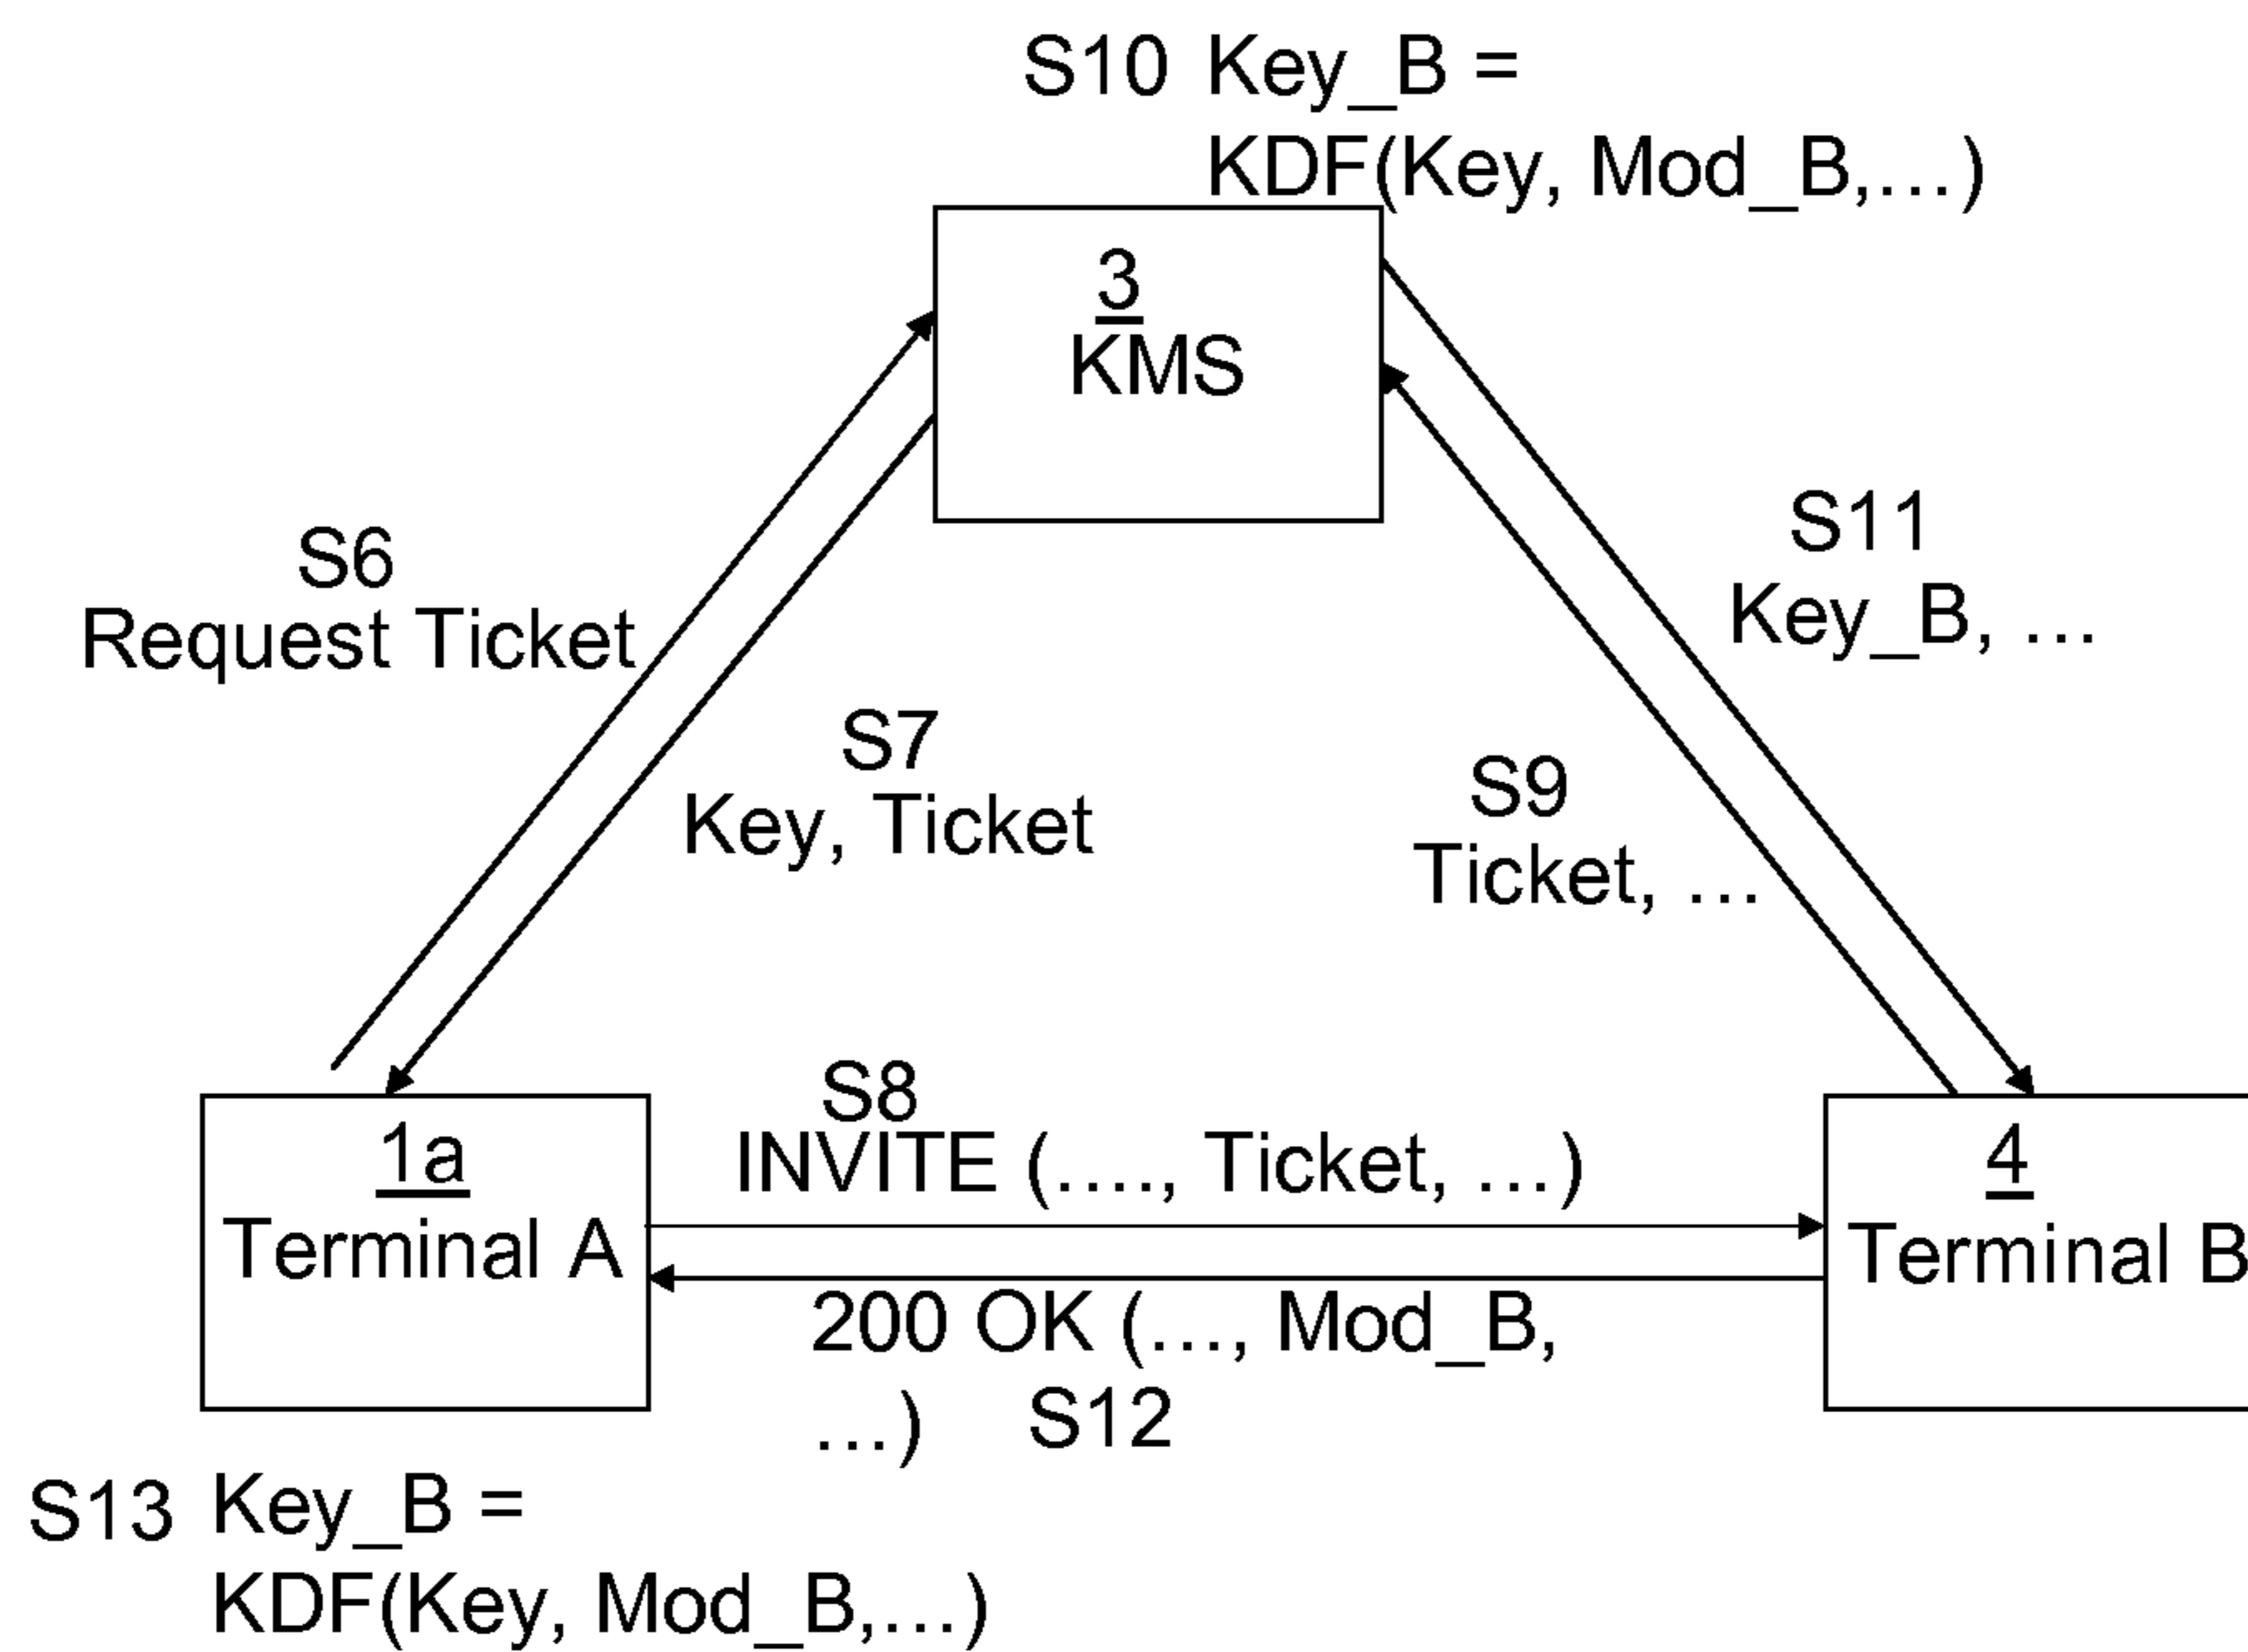 S10 Key_B =
KDF(Key, Mod_B,...)
3
KMS
S6
Request Ticket
S7
Key, Ticket
S11
Key_B, ...
S9
Ticket, ...
1a
Terminal A
S8
INVITE (...., Ticket, ...)
200 OK (..., Mod_B,
...) S12
4
Terminal B
S13 Key_B =
KDF(Key, Mod_B,...)